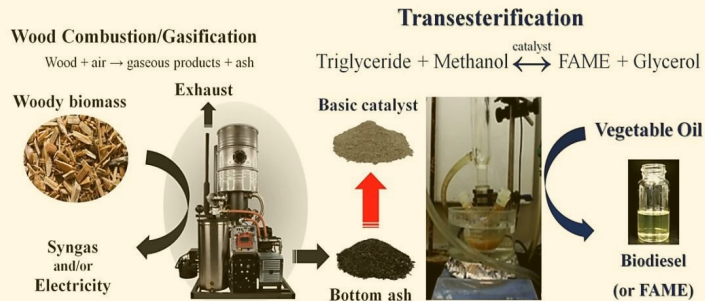 Transesterification
Wood Combustion/Gasification
Wood + air → gaseous products + ash
catalyst
Triglyceride + Methanol ⟷ FAME + Glycerol
Exhaust
Woody biomass
Basic catalyst
Vegetable Oil
Syngas
and/or
Electricity
Bottom ash
Biodiesel
(or FAME)